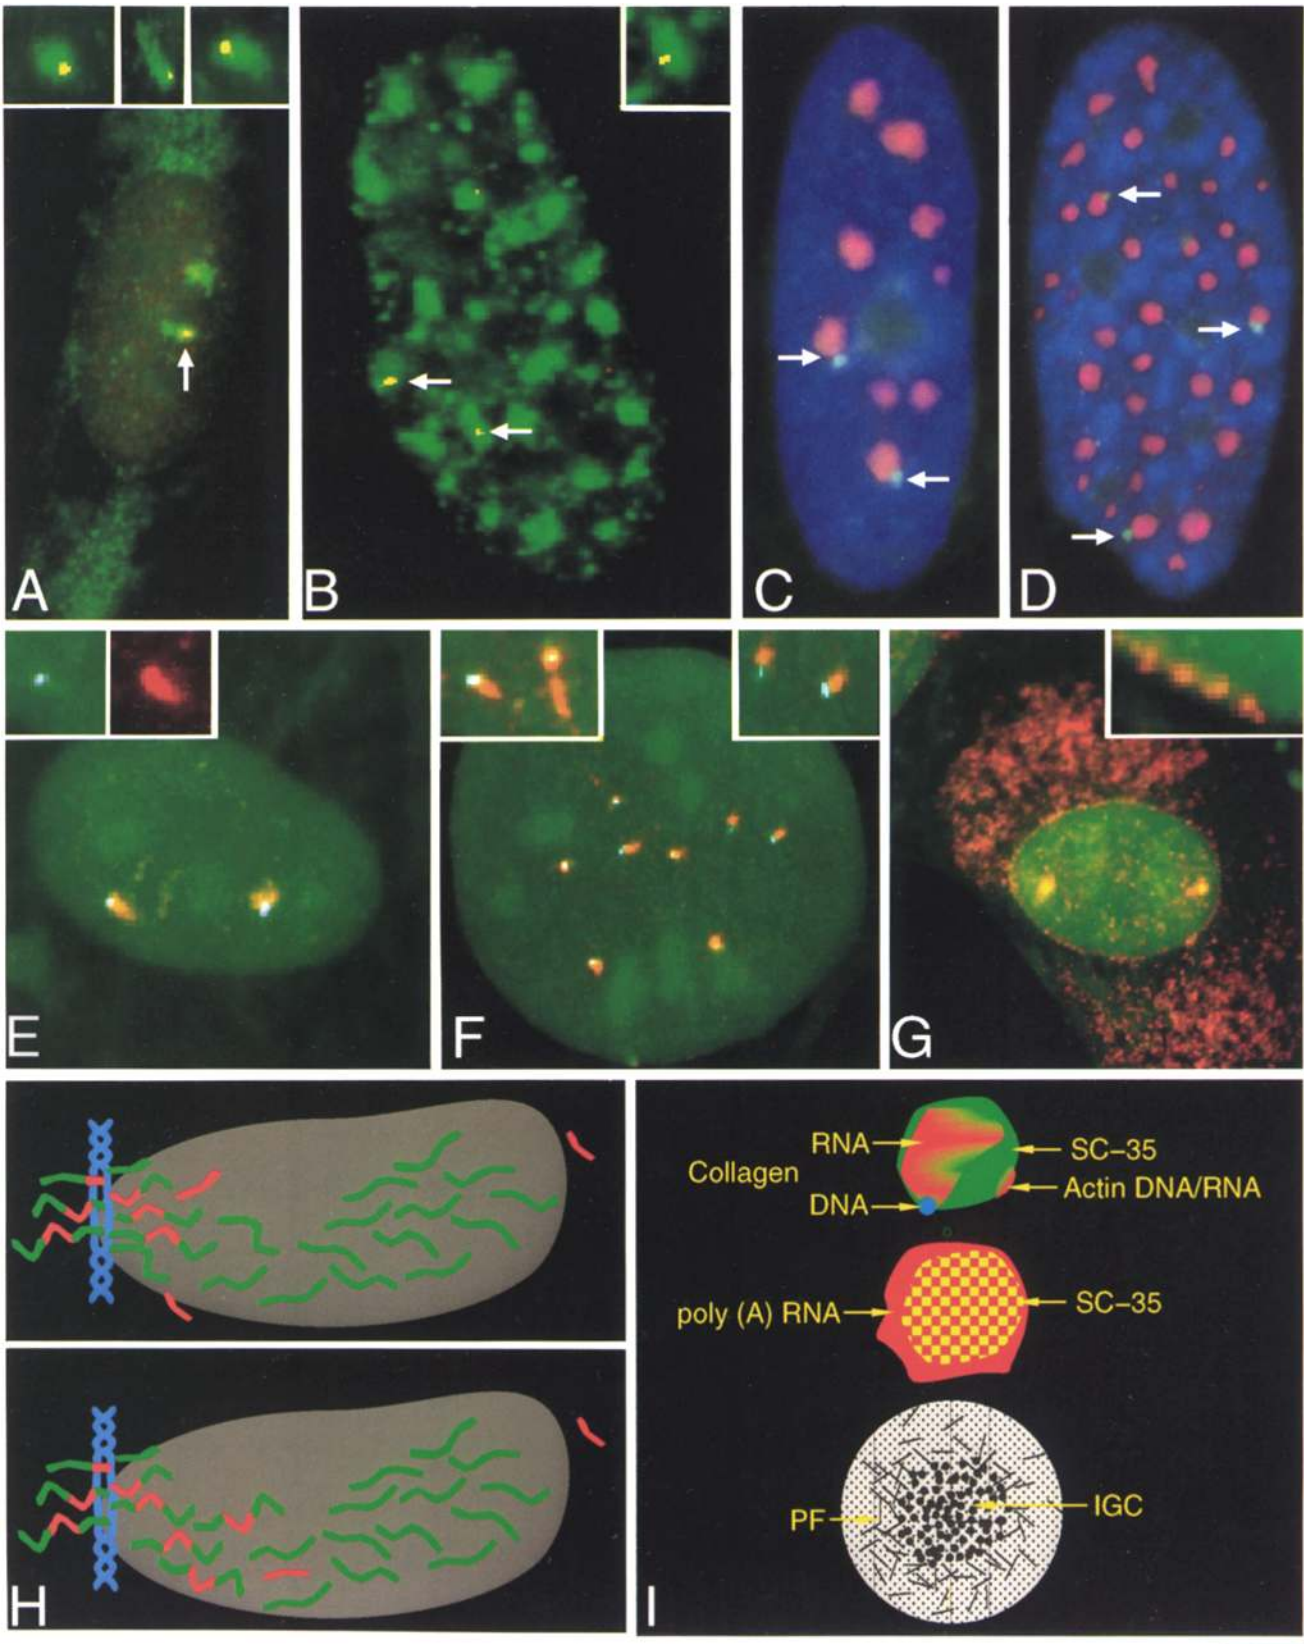 A
B
C
D
E
F
G
H
RNA
SC-35
Collagen
Actin DNA/RNA
DNA
poly (A) RNA
SC-35
PF
IGC
I